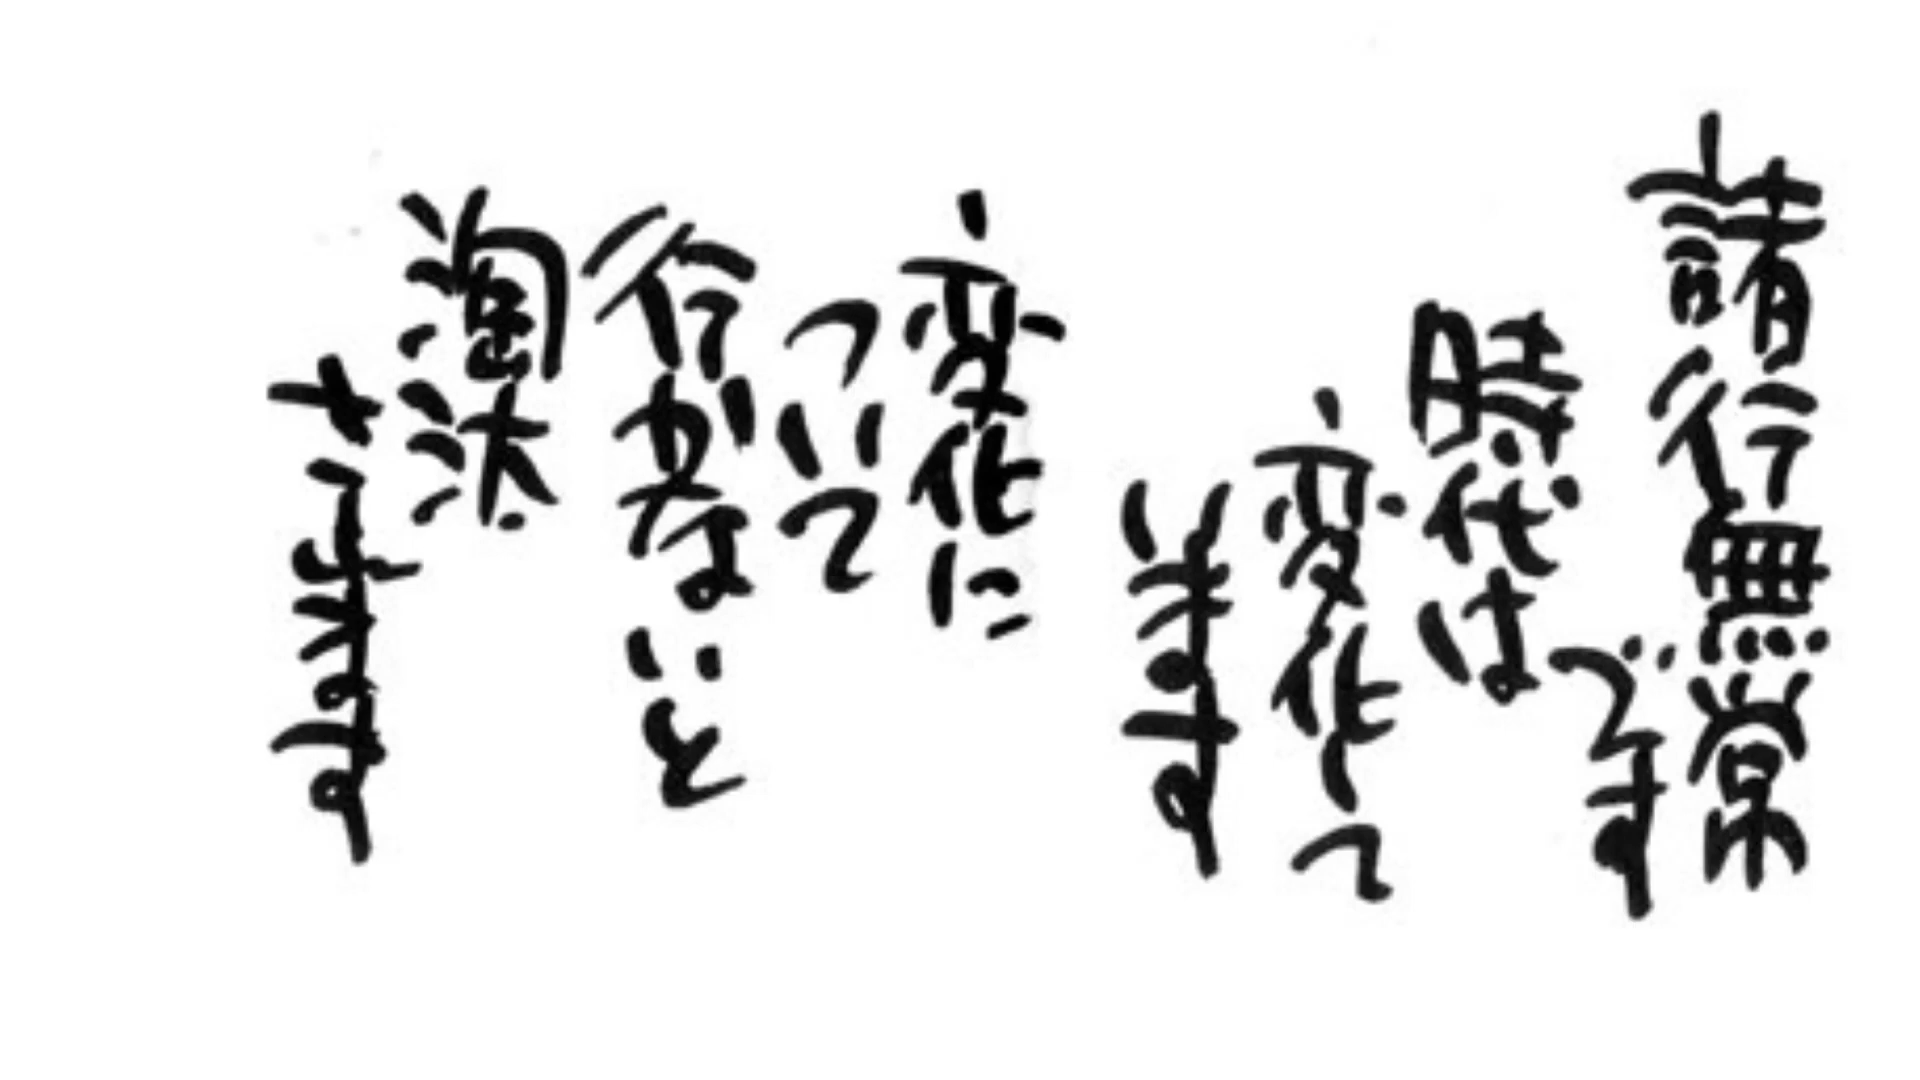 諸行無常
です
時代は
変化して
います
変化に
ついて
行かないと
淘汰
されます